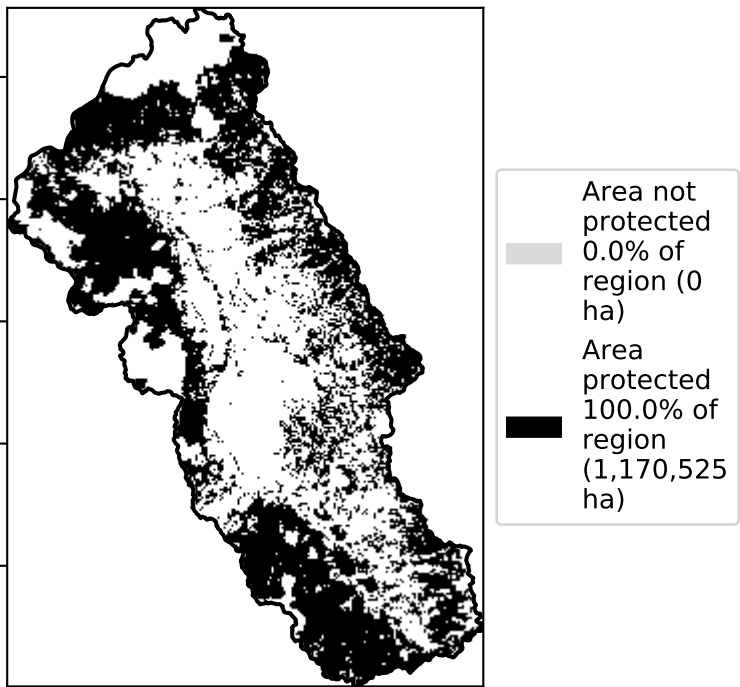 Area not
protected
0.0% of
region (0
ha)
Area
protected
100.0% of
region
(1,170,525
ha)